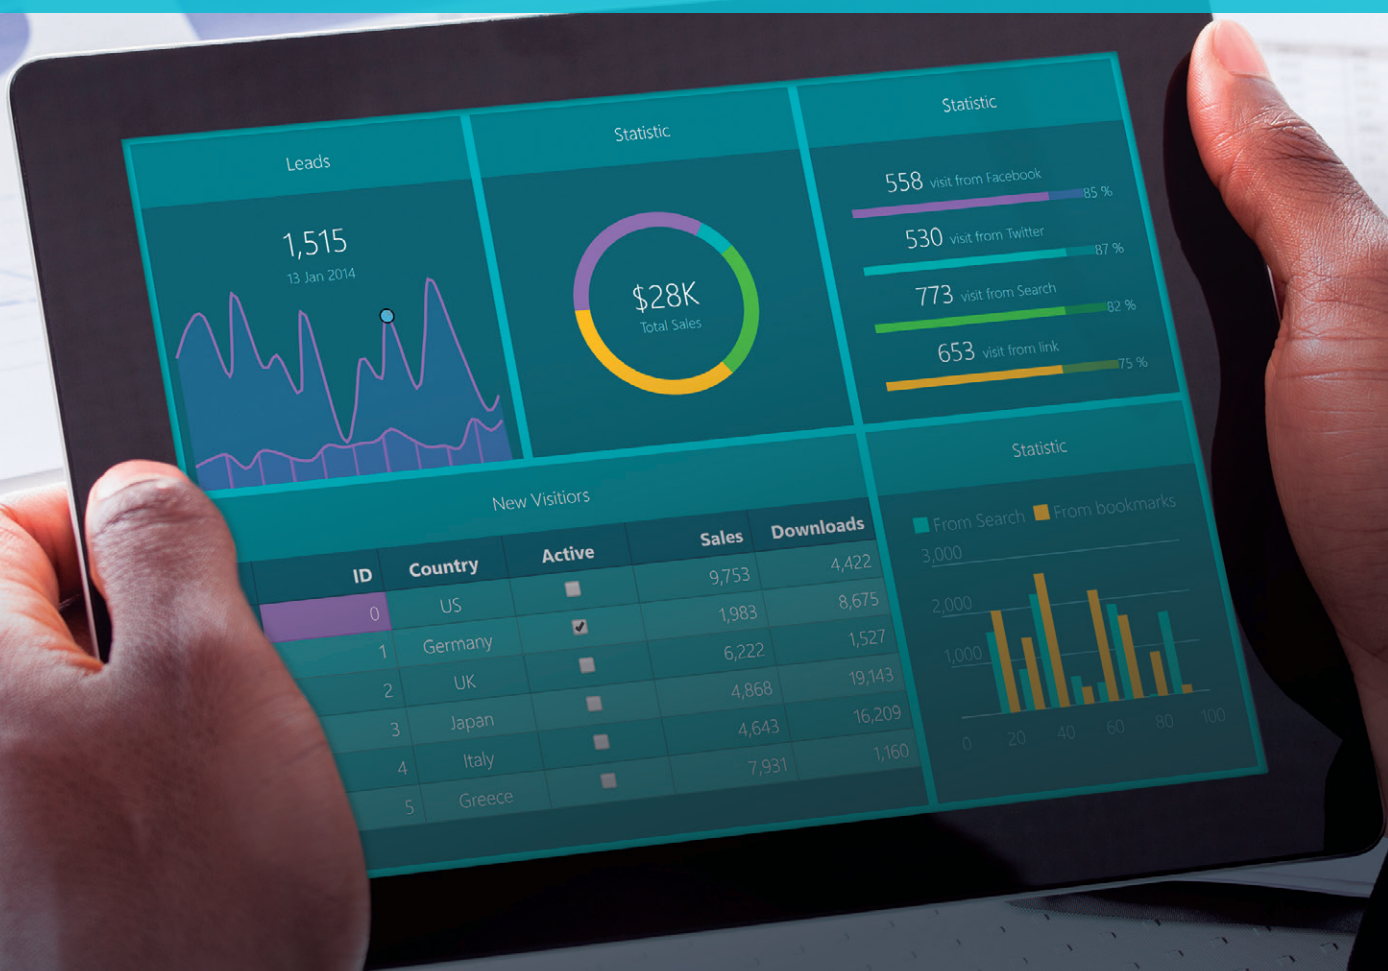 Leads
1,515
13 Jan 2014
Statistic
$28K
Total Sales
Statistic
558 visit from Facebook
85 %
530 visit from Twitter
87 %
773 visit from Search
82 %
653 visit from link
75 %
New Visitiors
ID Country Active Sales Downloads
0 US 9,753 4,422
1 Germany 1,983 8,675
2 UK 6,222 1,527
3 Japan 4,868 19,143
4 Italy 4,643 16,209
5 Greece 7,931 1,160
Statistic
From Search From bookmarks
3,000
2,000
1,000
0 20 40 60 80 100